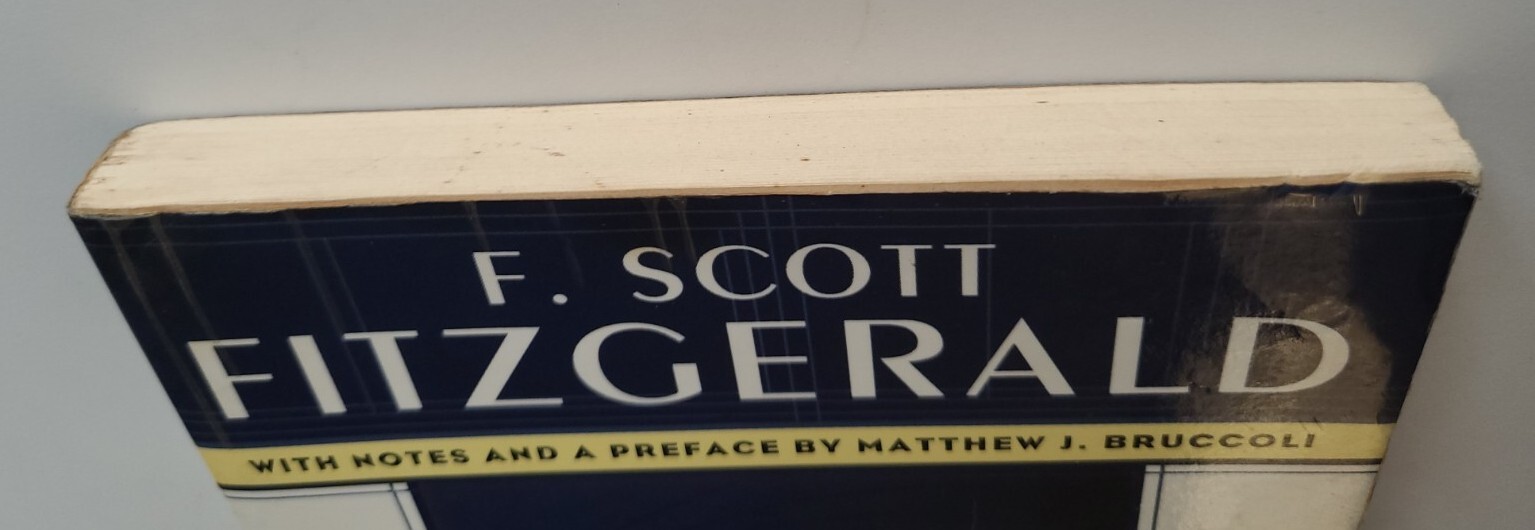 F. SCOTT
FITZGERALD
WITH NOTES AND A PREFACE BY MATTHEW J. BRUCCOLI